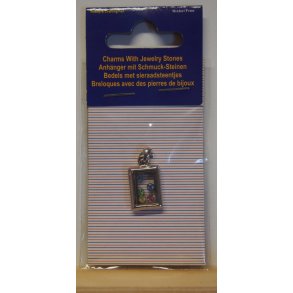 Nickel Free
Charms With Jewelry Stones
Anhänger mit Schmuck-Steinen
Bedels met sieraadsteentjes
Breloques avec des pierres de bijoux